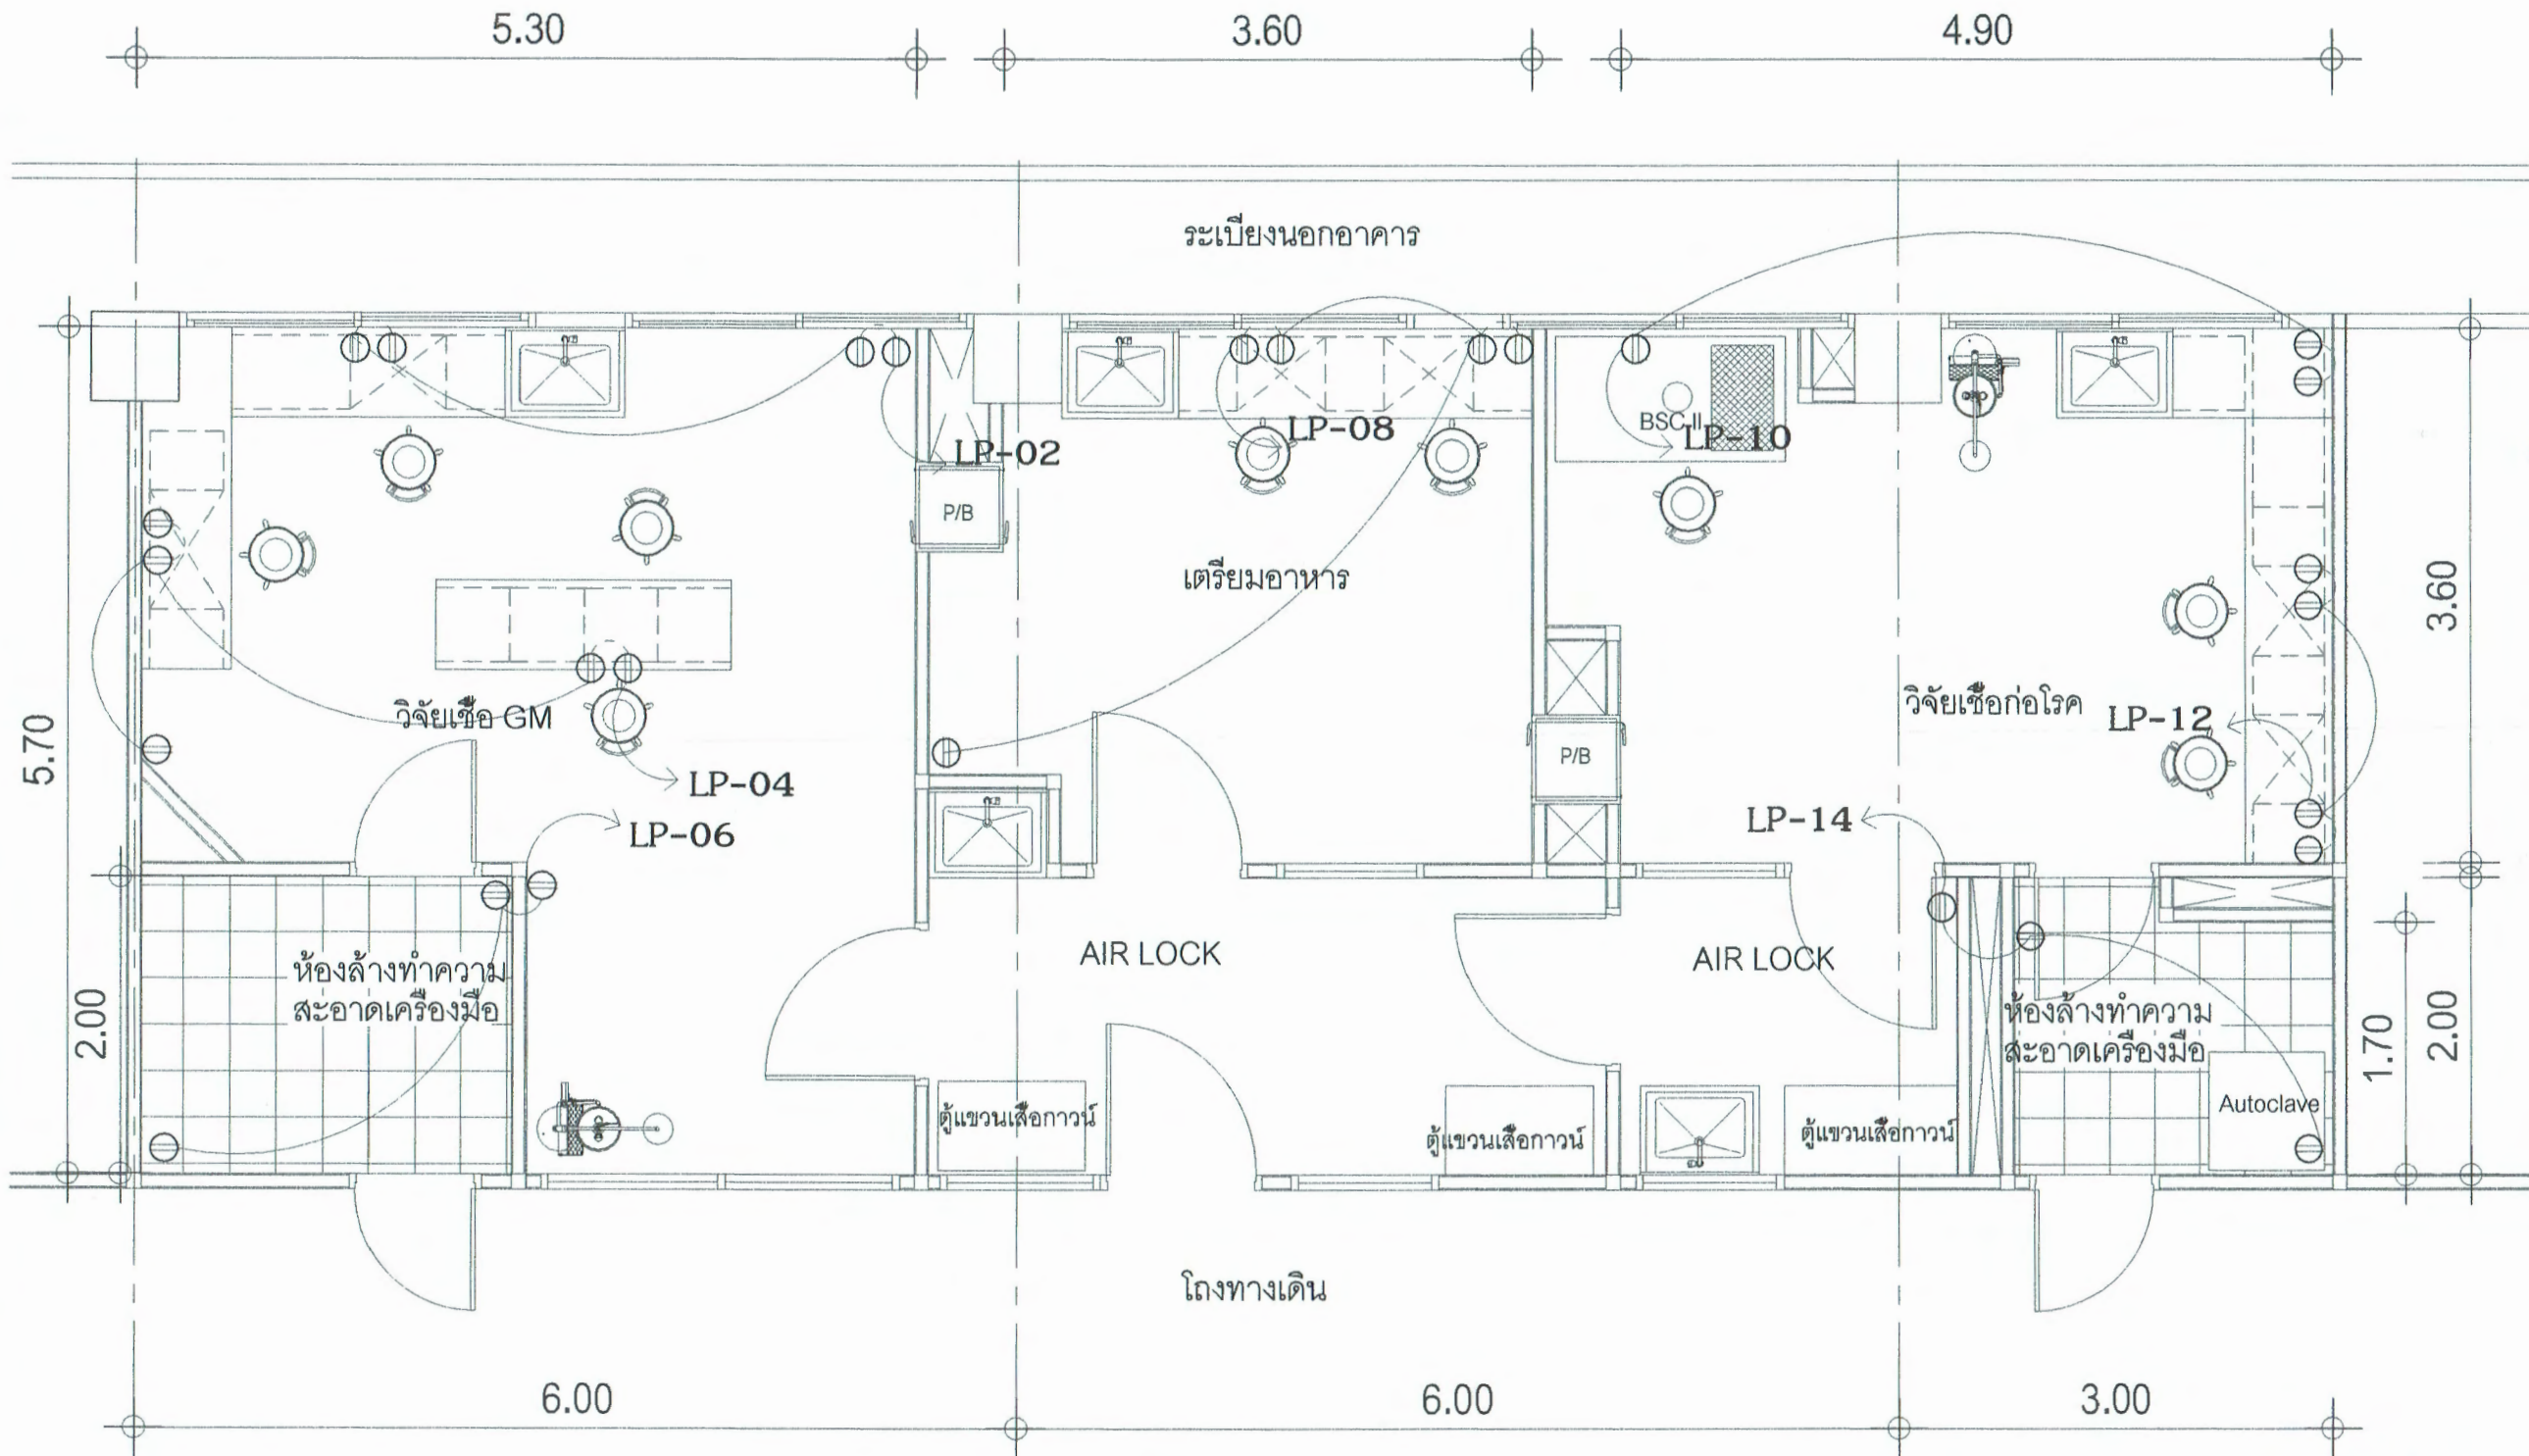 5.30
3.60
4.90
ระเบียงนอกอาคาร
BSC II
LP-02
LP-08
LP-10
P/B
เตรียมอาหาร
3.60
วิจัยเชื้อ GM
วิจัยเชื้อก่อโรค
LP-12
5.70
P/B
LP-04
LP-06
LP-14
ห้องล้างทำความ
สะอาดเครื่องมือ
AIR LOCK
AIR LOCK
ห้องล้างทำความ
สะอาดเครื่องมือ
2.00
1.70
2.00
Autoclave
ตู้แขวนเสื้อกาวน์
ตู้แขวนเสื้อกาวน์
ตู้แขวนเสื้อกาวน์
โถงทางเดิน
6.00
6.00
3.00